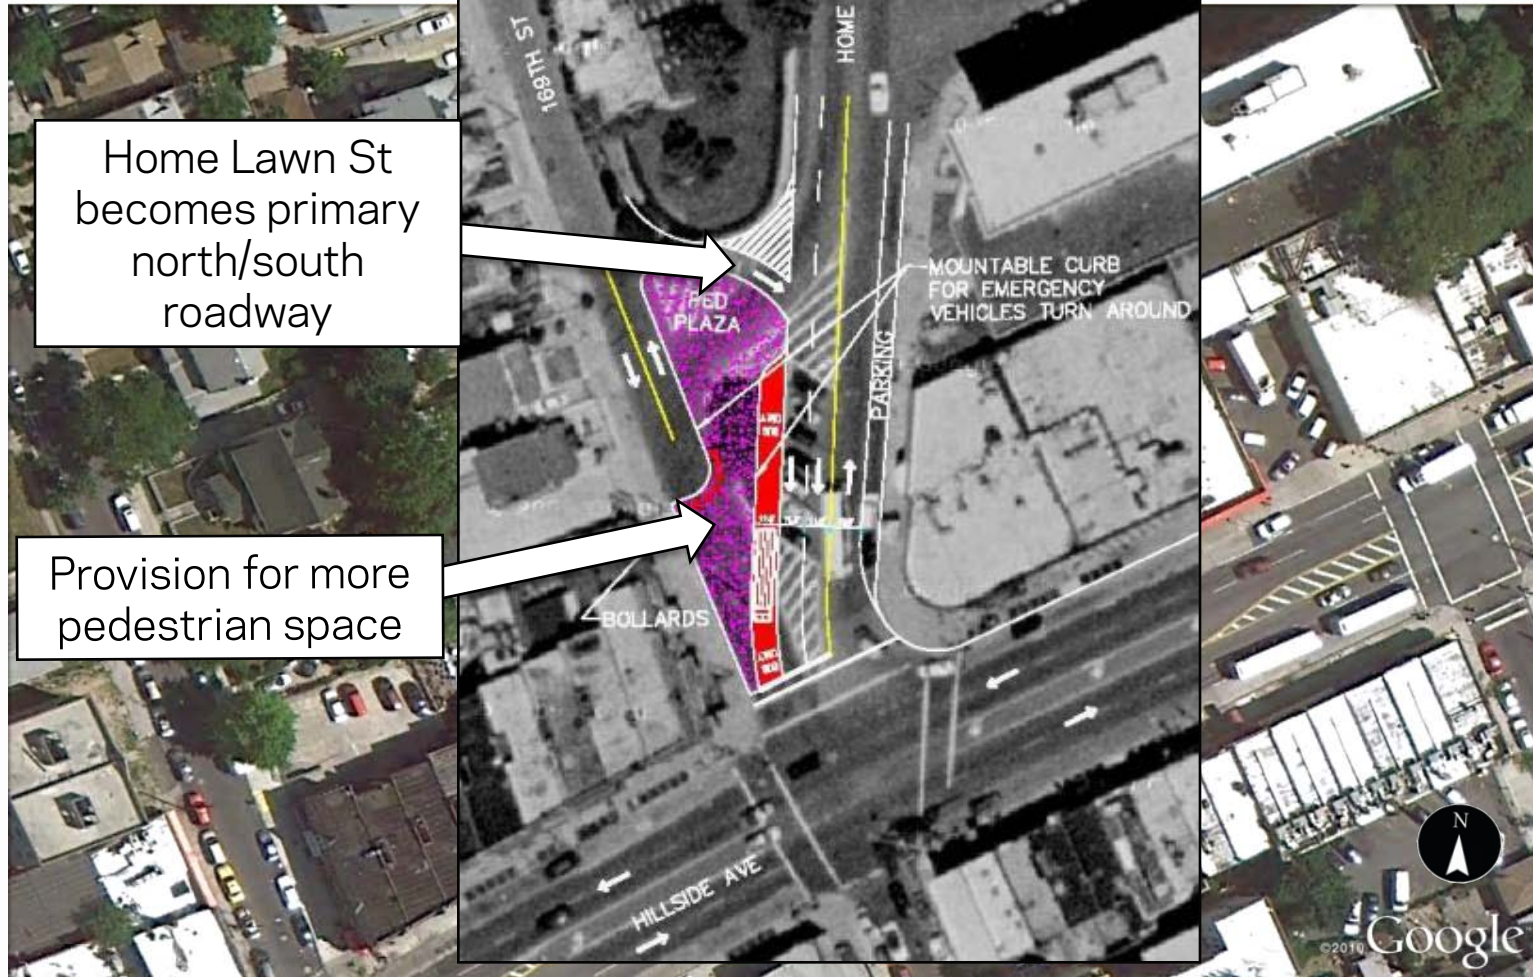 168TH ST
HOME
Home Lawn St
becomes primary
north/south
roadway
MOUNTABLE CURB
FOR EMERGENCY
VEHICLES TURN AROUND
PED
PLAZA
PARKING
Provision for more
pedestrian space
BOLLARDS
HILLSIDE AVE
N
©2010 Google